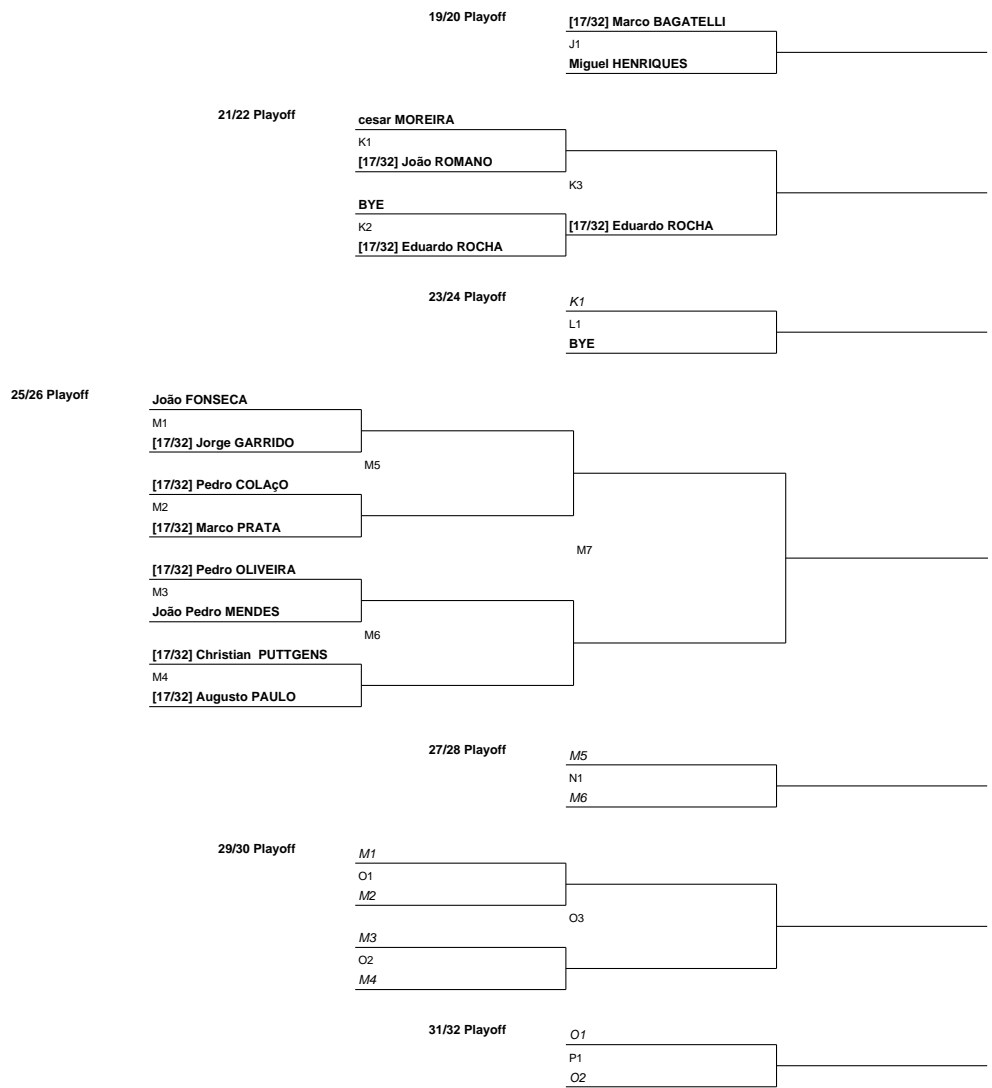 19/20 Playoff
[17/32] Marco BAGATELLI
J1
Miguel HENRIQUES
21/22 Playoff
cesar MOREIRA
K1
[17/32] João ROMANO
K3
BYE
K2
[17/32] Eduardo ROCHA
[17/32] Eduardo ROCHA
23/24 Playoff
K1
L1
BYE
25/26 Playoff
João FONSECA
M1
[17/32] Jorge GARRIDO
M5
[17/32] Pedro COLAçO
M2
[17/32] Marco PRATA
M7
[17/32] Pedro OLIVEIRA
M3
João Pedro MENDES
M6
[17/32] Christian  PUTTGENS
M4
[17/32] Augusto PAULO
27/28 Playoff
M5
N1
M6
29/30 Playoff
M1
O1
M2
O3
M3
O2
M4
31/32 Playoff
O1
P1
O2